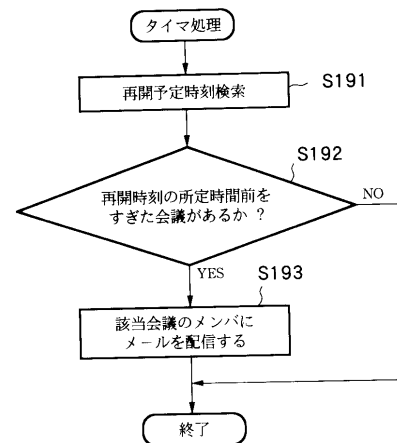 タイマ処理
再開予定時刻検索
S191
S192
再開時刻の所定時間前を
すぎた会議があるか ?
NO
YES
S193
該当会議のメンバに
メールを配信する
終了